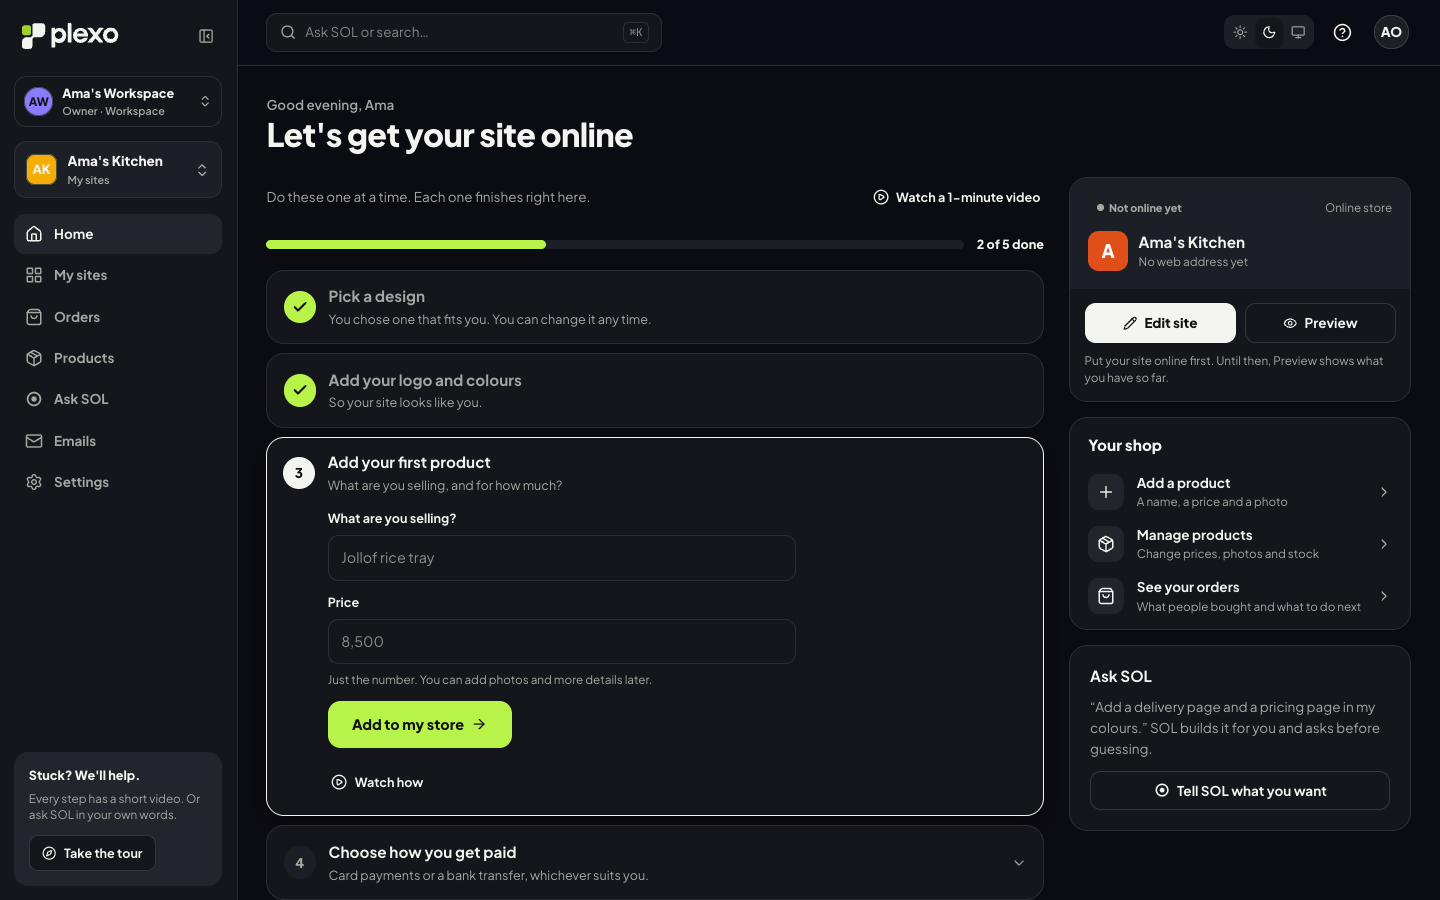 plexo
Ask SOL or search...
⌘K
AO
AW
Ama's Workspace
Owner · Workspace
AK
Ama's Kitchen
My sites
Home
My sites
Orders
Products
Ask SOL
Emails
Settings
Stuck? We'll help.
Every step has a short video. Or
ask SOL in your own words.
Take the tour
Good evening, Ama
Let's get your site online
Do these one at a time. Each one finishes right here.
Watch a 1-minute video
2 of 5 done
Pick a design
You chose one that fits you. You can change it any time.
Add your logo and colours
So your site looks like you.
3
Add your first product
What are you selling, and for how much?
What are you selling?
Jollof rice tray
Price
8,500
Just the number. You can add photos and more details later.
Add to my store
Watch how
4
Choose how you get paid
Card payments or a bank transfer, whichever suits you.
Not online yet
Online store
A
Ama's Kitchen
No web address yet
Edit site
Preview
Put your site online first. Until then, Preview shows what
you have so far.
Your shop
Add a product
A name, a price and a photo
Manage products
Change prices, photos and stock
See your orders
What people bought and what to do next
Ask SOL
“Add a delivery page and a pricing page in my
colours.” SOL builds it for you and asks before
guessing.
Tell SOL what you want